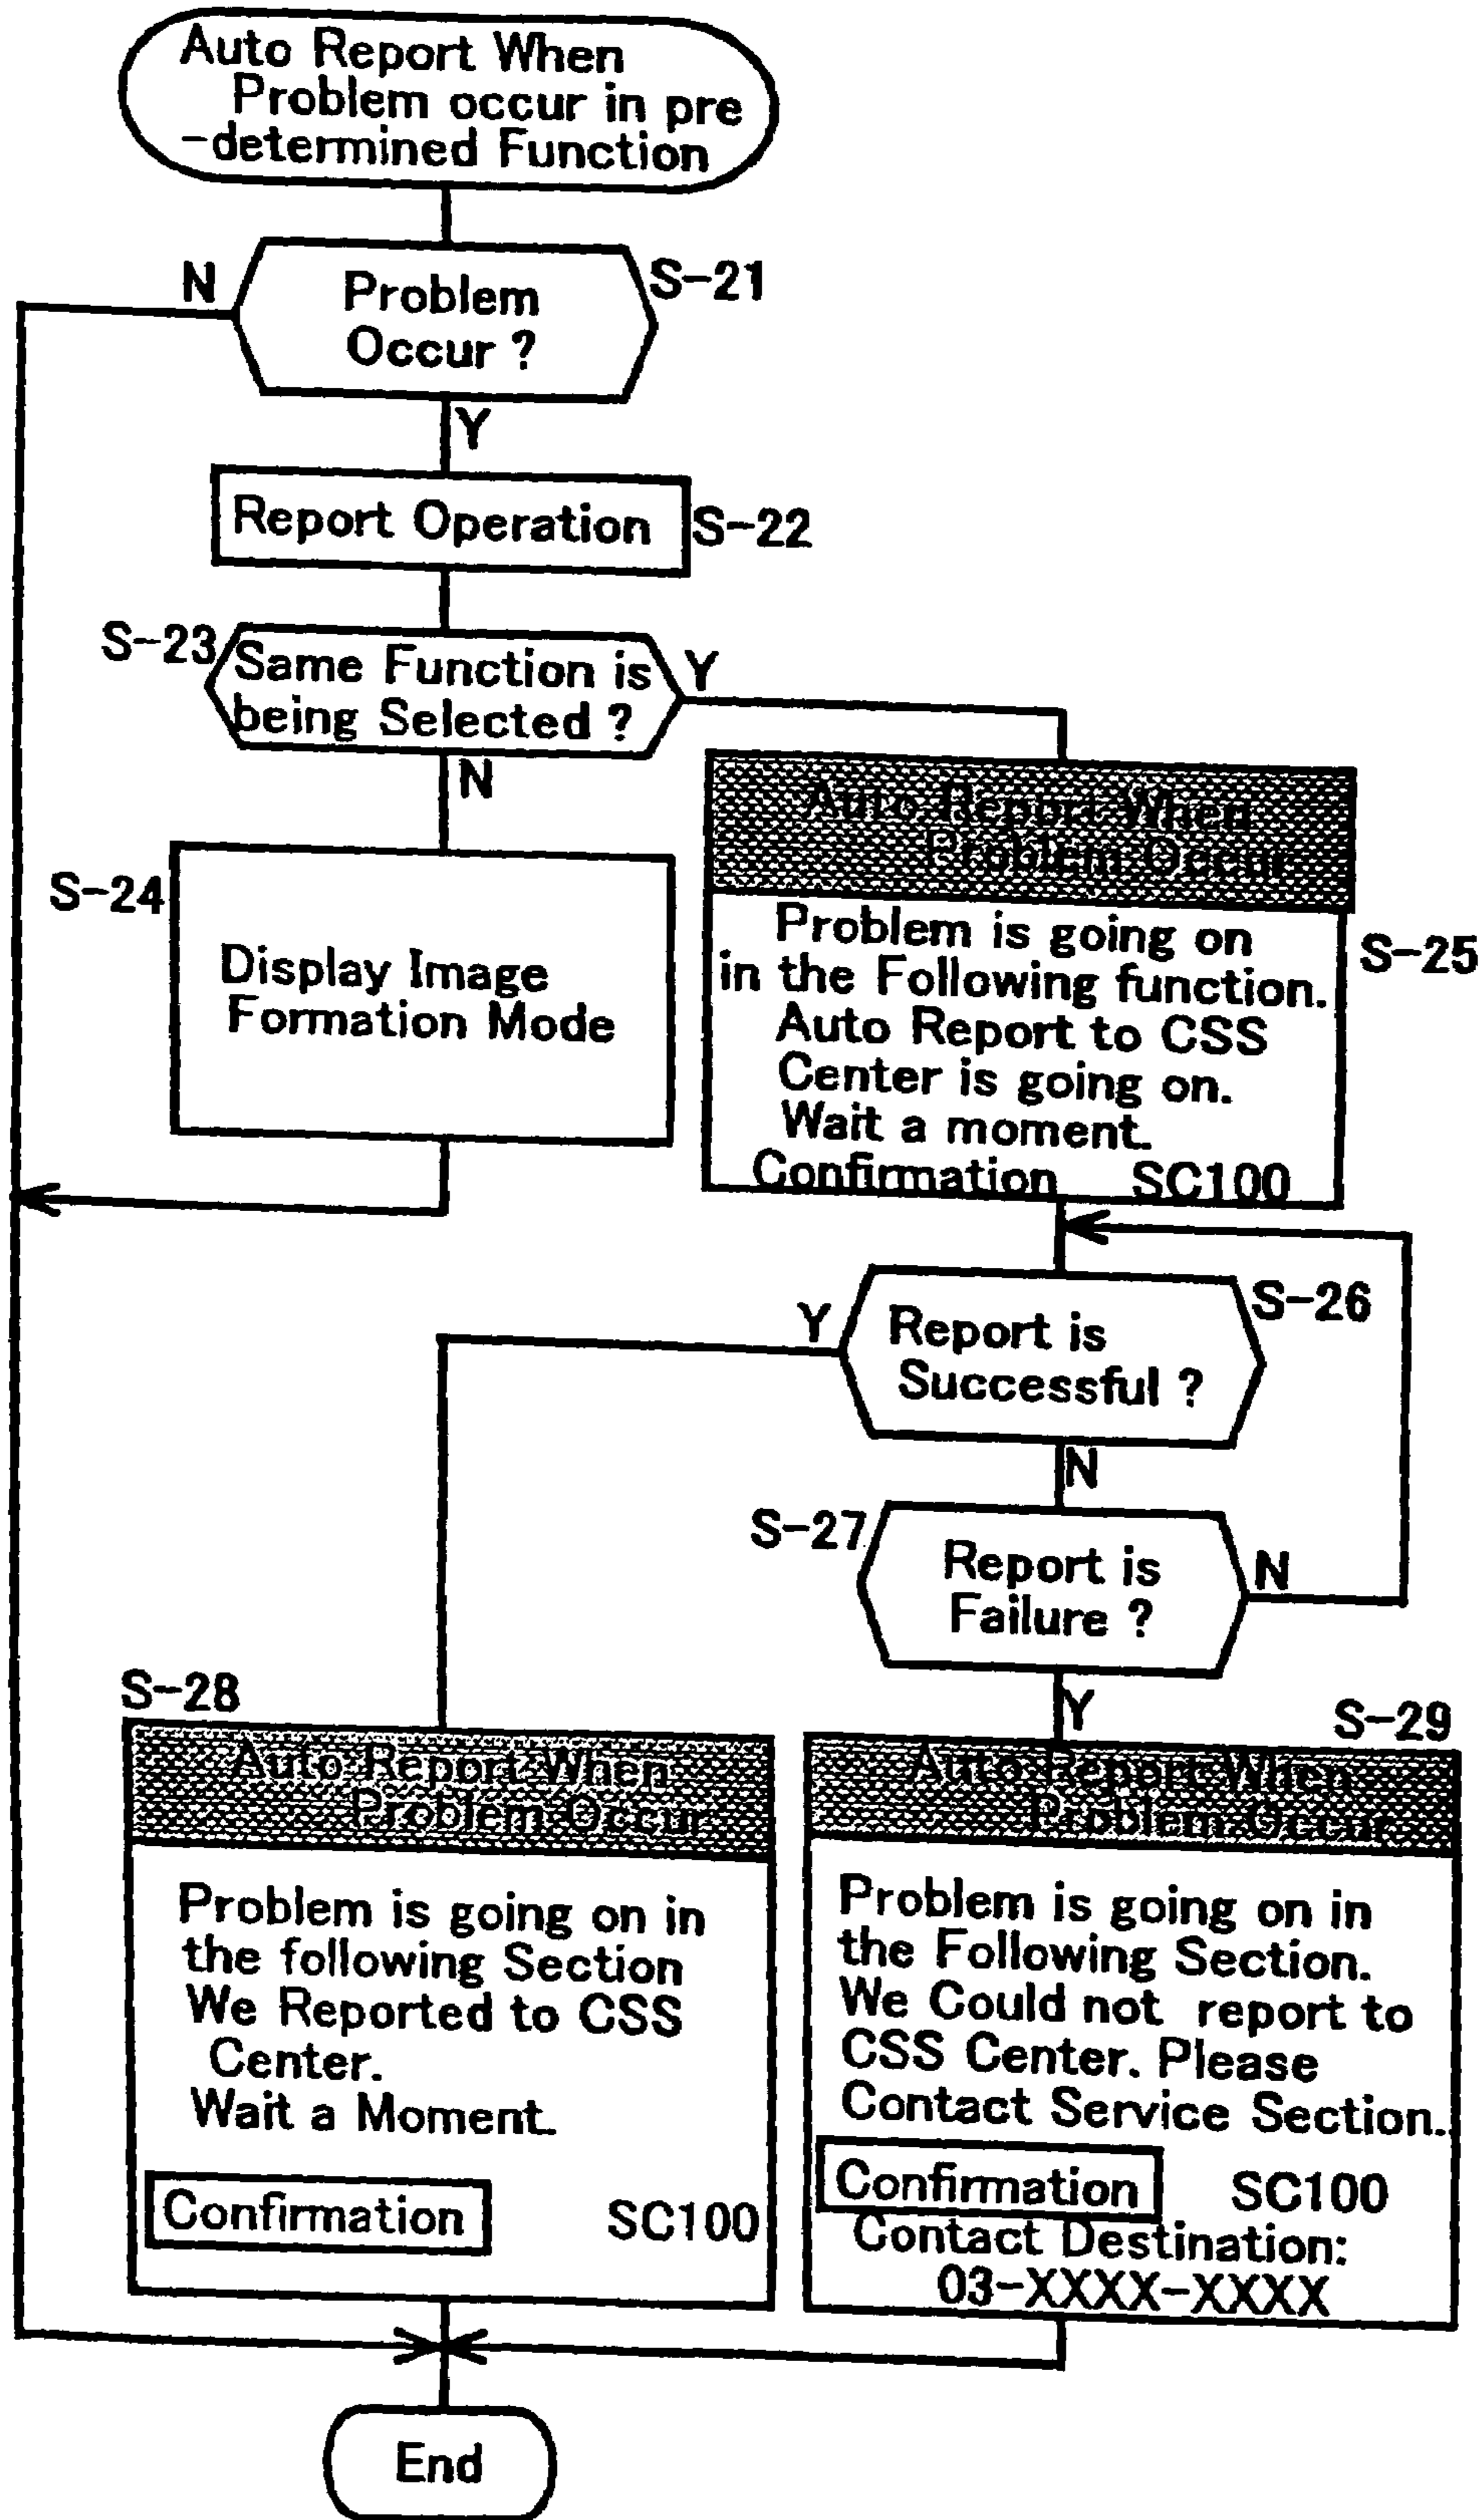 Auto Report When
Problem occur in pre
-determined Function
N
S-21
Problem
Occur ?
Y
Report Operation
S-22
S-23
Same Function is
being Selected ?
Y
N
S-24
Display Image
Formation Mode
Auto Report When
Problem Occur
S-25
Problem is going on
in the Following function.
Auto Report to CSS
Center is going on.
Wait a moment.
Confirmation SC100
Y
S-26
Report is
Successful ?
N
S-27
Report is
Failure ?
N
Y
S-28
Auto Report When
Problem Occur
Problem is going on in
the following Section
We Reported to CSS
Center.
Wait a Moment.
Confirmation SC100
S-29
Auto Report When
Problem Occur
Problem is going on in
the Following Section.
We Could not report to
CSS Center. Please
Contact Service Section.
Confirmation SC100
Contact Destination:
03-XXXX-XXXX
End